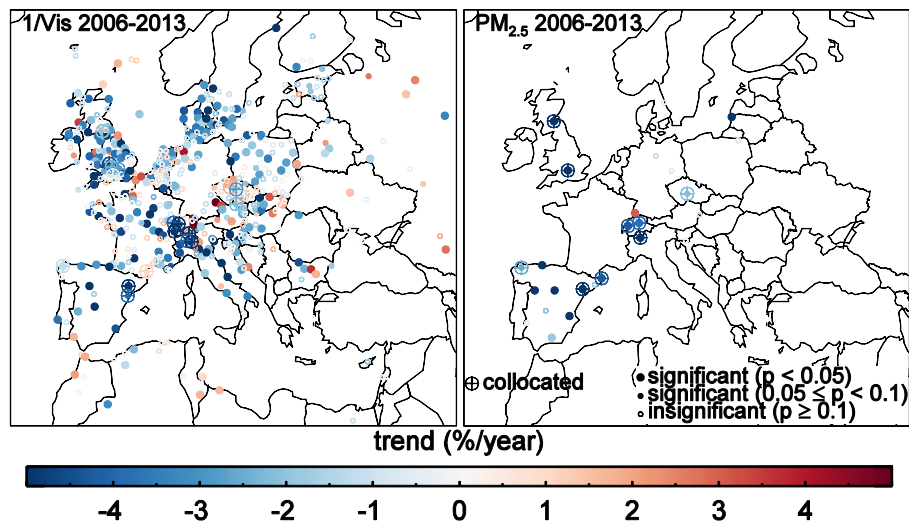 1/Vis 2006-2013
PM2.5 2006-2013
⊕ collocated
● significant (p < 0.05)
• significant (0.05 ≤ p < 0.1)
○ insignificant (p ≥ 0.1)
trend (%/year)
-4 -3 -2 -1 0 1 2 3 4